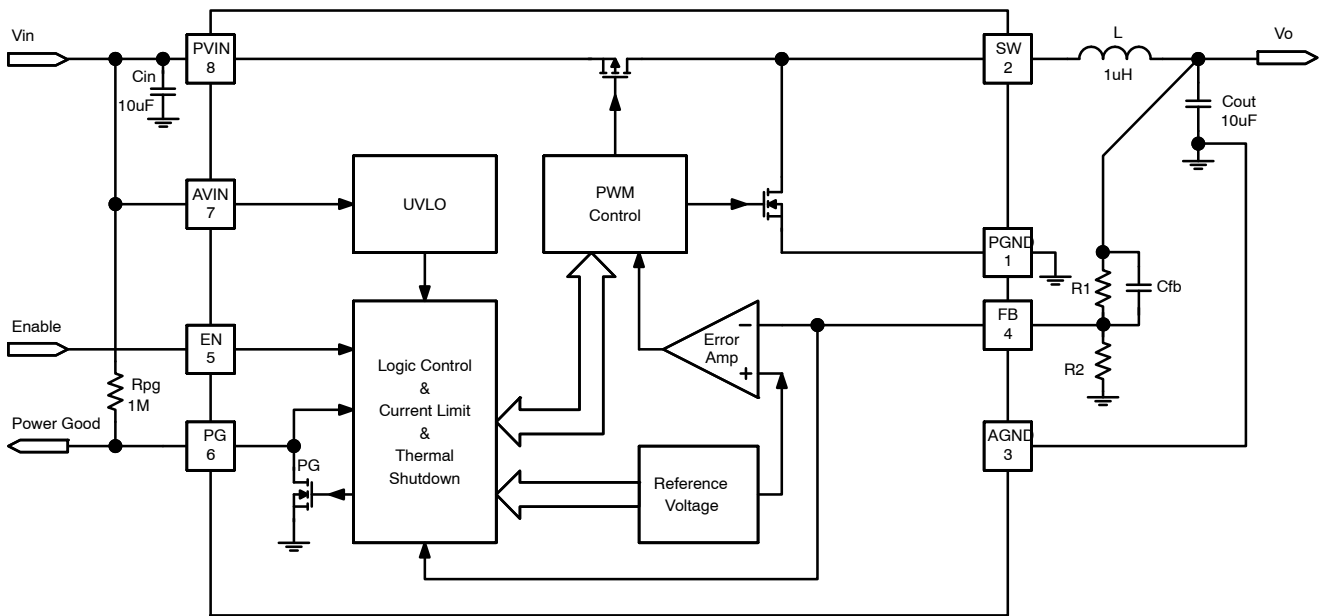 Vin
PVIN
8
Cin
10uF
SW
2
L
1uH
Vo
Cout
10uF
AVIN
7
UVLO
PWM
Control
PGND
1
R1
Cfb
Enable
EN
5
FB
4
R2
Error
Amp
−
+
Rpg
1M
Logic Control
&
Current Limit
&
Thermal
Shutdown
Power Good
PG
6
PG
Reference
Voltage
AGND
3